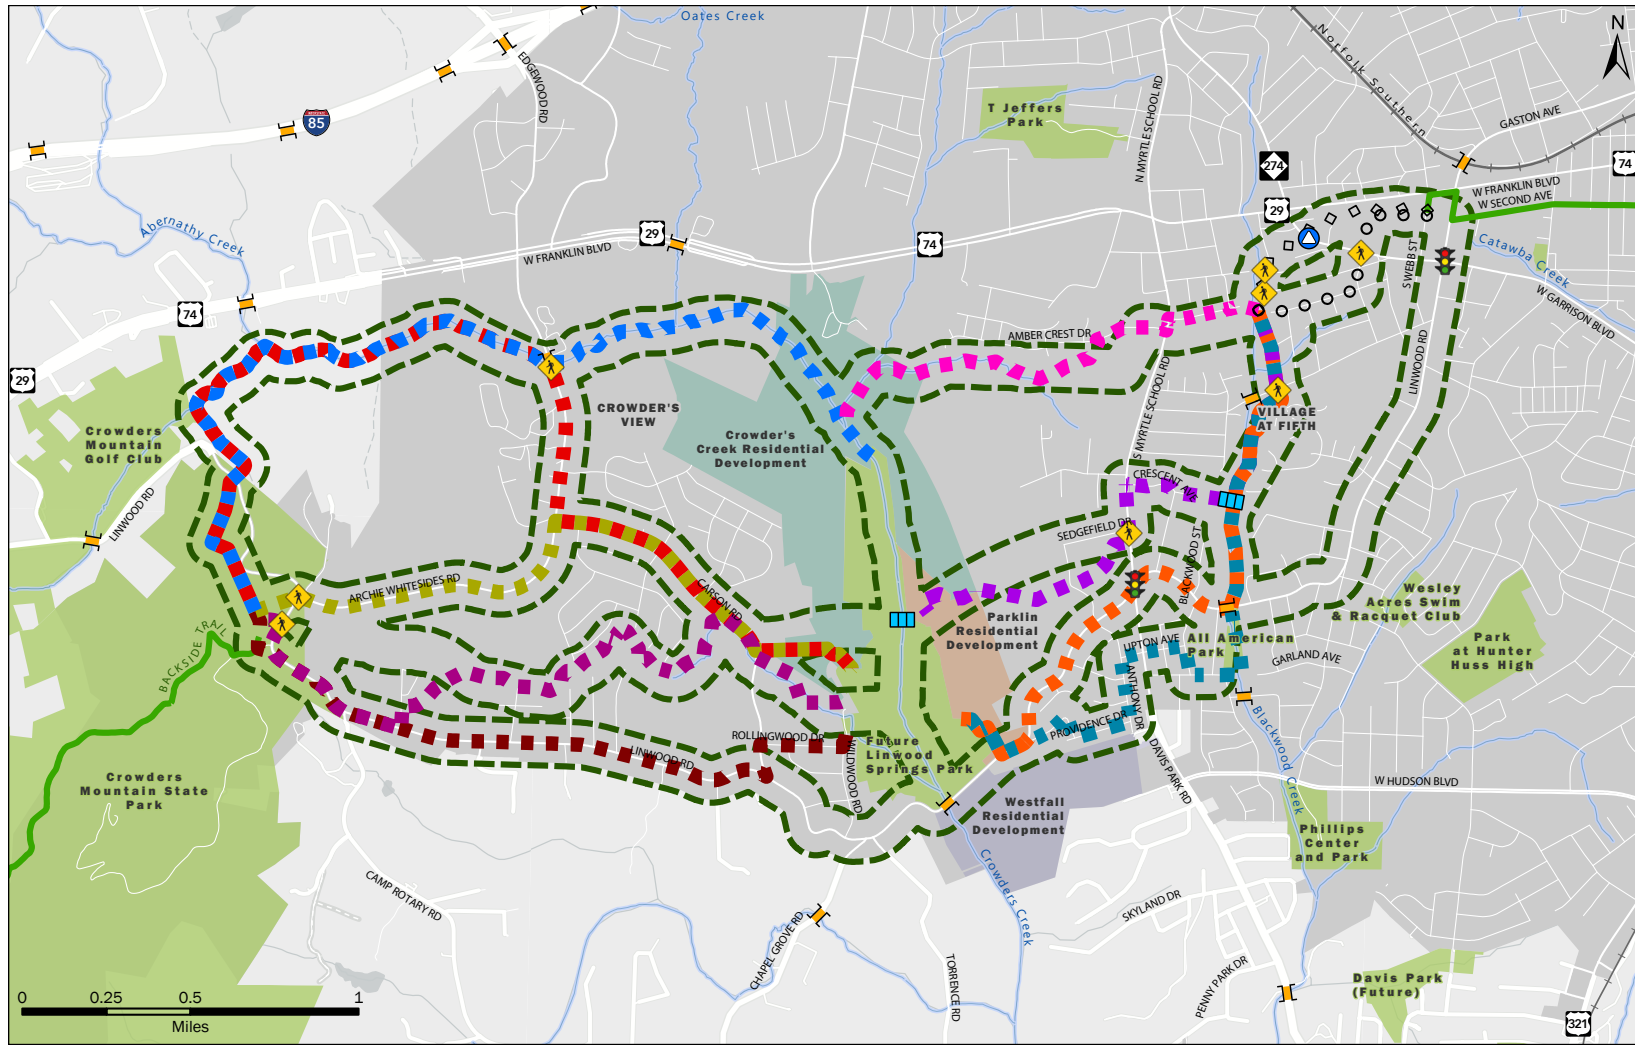 Oates Creek
N
Norfolk Southern
EDGEWOOD RD
INTERSTATE
85
T Jeffers
Park
N MYRTLE SCHOOL RD
GASTON AVE
274
74
W FRANKLIN BLVD
W SECOND AVE
29
Abernathy Creek
29
W FRANKLIN BLVD
74
Catawba Creek
S WEBB ST
W GARRISON BLVD
74
AMBER CREST DR
LINWOOD RD
29
S MYRTLE SCHOOL RD
CROWDER'S
VIEW
VILLAGE
AT FIFTH
Crowders
Mountain
Golf Club
Crowder's
Creek Residential
Development
CRESCENT AVE
LINWOOD RD
SEDGEFIELD DR
BLACKWOOD ST
ARCHIE WHITESIDES RD
CARSON RD
Wesley
Acres Swim
& Racquet Club
Parklin
Residential
Development
BACKSIDE TRAIL
UPTON AVE
All American
Park
GARLAND AVE
Park
at Hunter
Huss High
ANTHONY DR
PROVIDENCE DR
Blackwood Creek
ROLLINGWOOD DR
LINWOOD RD
WILDWOOD RD
Future
Linwood
Springs Park
DAVIS PARK RD
W HUDSON BLVD
Crowders
Mountain State
Park
Westfall
Residential
Development
Phillips
Center
and Park
Crowders Creek
CAMP ROTARY RD
SKYLAND DR
CHAPEL GROVE RD
TORRENCE RD
PENNY PARK DR
Davis Park
(Future)
0 0.25 0.5 1
Miles
321